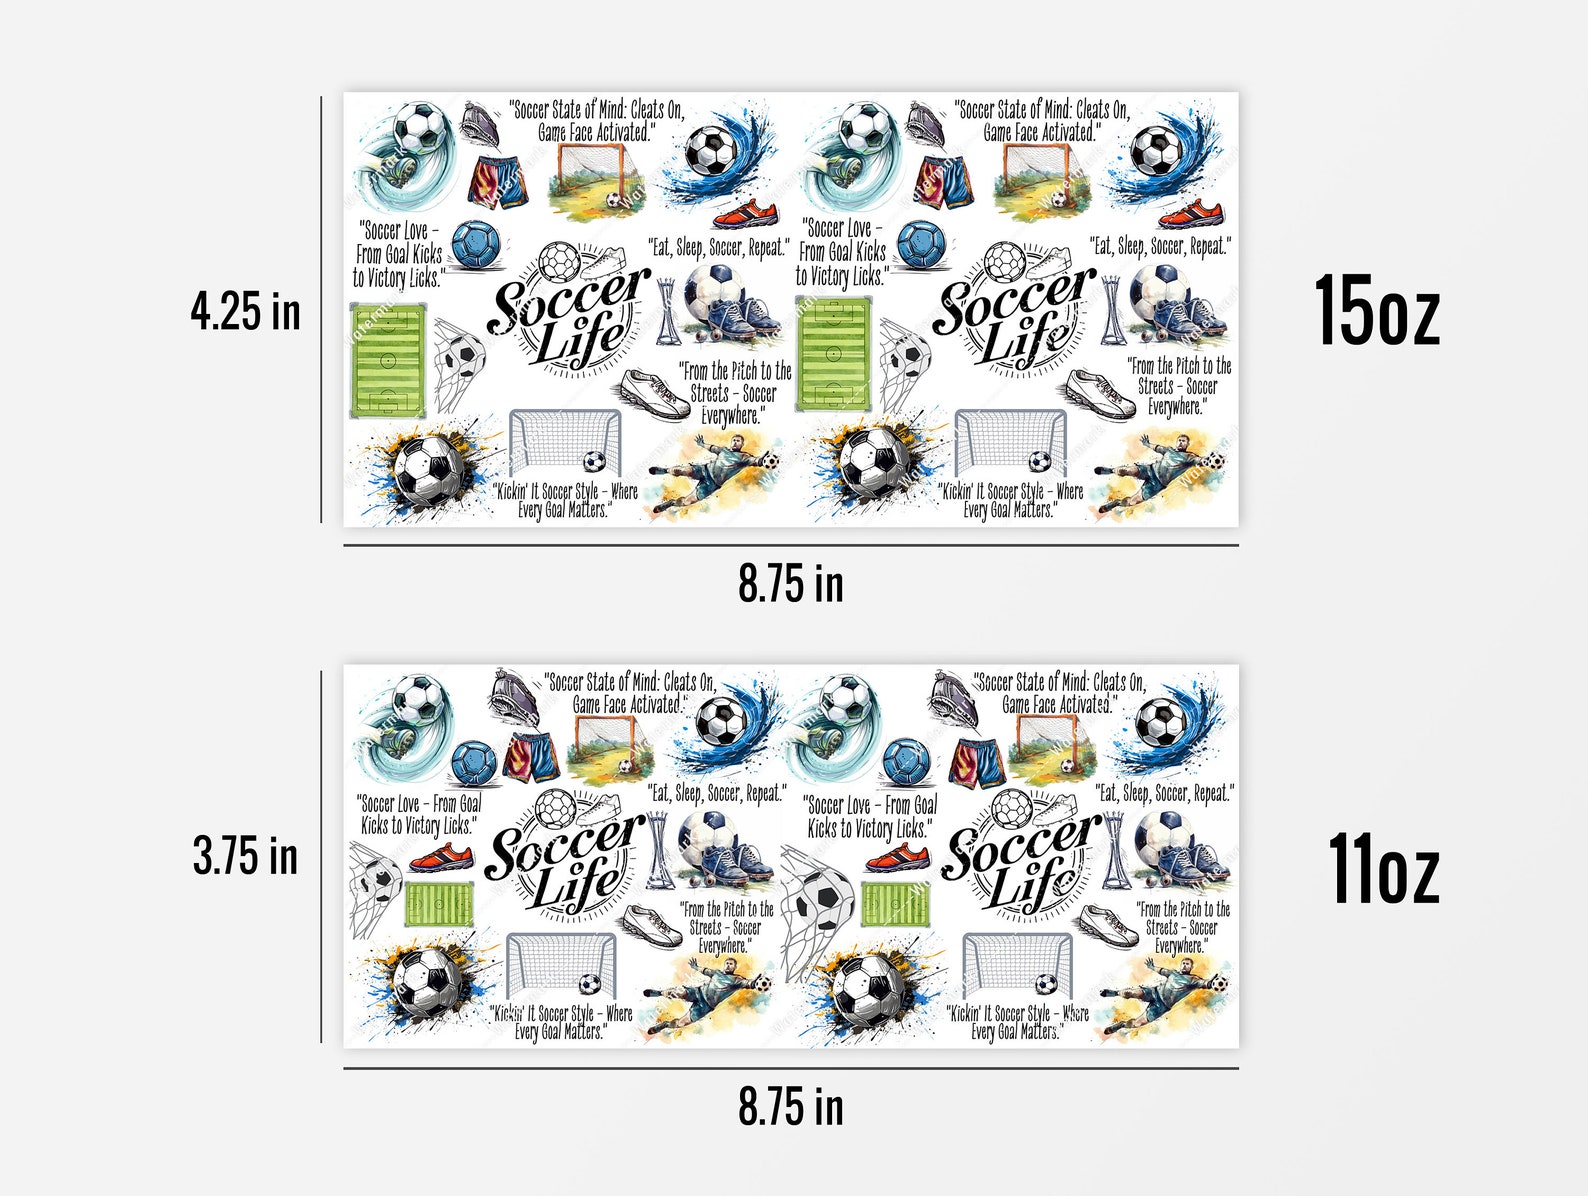 "Soccer State of Mind: Cleats On,
Game Face Activated."
"Soccer Love –
From Goal Kicks
to Victory Licks."
"Eat, Sleep, Soccer, Repeat."
Soccer
Life
"From the Pitch to the
Streets – Soccer
Everywhere."
"Kickin' It Soccer Style – Where
Every Goal Matters."
"Soccer State of Mind: Cleats On,
Game Face Activated."
"Soccer Love –
From Goal Kicks
to Victory Licks."
"Eat, Sleep, Soccer, Repeat."
Soccer
Life
"From the Pitch to the
Streets – Soccer
Everywhere."
"Kickin' It Soccer Style – Where
Every Goal Matters."
4.25 in
15oz
8.75 in
"Soccer State of Mind: Cleats On,
Game Face Activated."
"Soccer Love – From Goal
Kicks to Victory Licks."
"Eat, Sleep, Soccer, Repeat."
Soccer
Life
"From the Pitch to the
Streets – Soccer
Everywhere."
"Kickin' It Soccer Style – Where
Every Goal Matters."
"Soccer State of Mind: Cleats On,
Game Face Activated."
"Soccer Love – From Goal
Kicks to Victory Licks."
"Eat, Sleep, Soccer, Repeat."
Soccer
Life
"From the Pitch to the
Streets – Soccer
Everywhere."
"Kickin' It Soccer Style – Where
Every Goal Matters."
3.75 in
11oz
8.75 in
Watermark